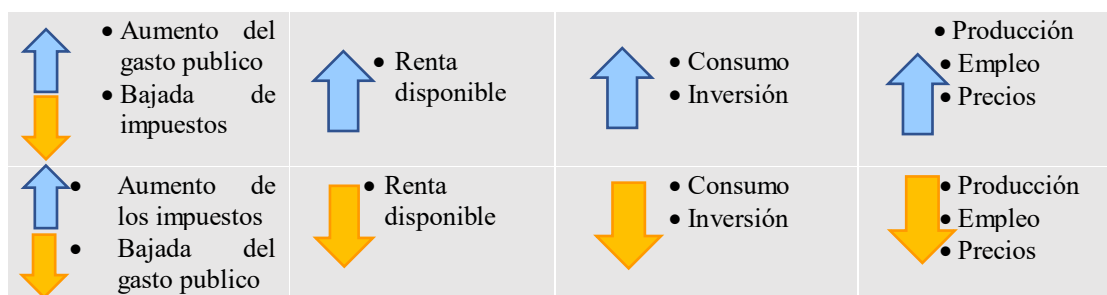 • Aumento del
gasto publico
• Bajada de
impuestos
• Renta
disponible
• Consumo
• Inversión
• Producción
• Empleo
• Precios
• Aumento de
los impuestos
• Bajada del
gasto publico
• Renta
disponible
• Consumo
• Inversión
• Producción
• Empleo
• Precios